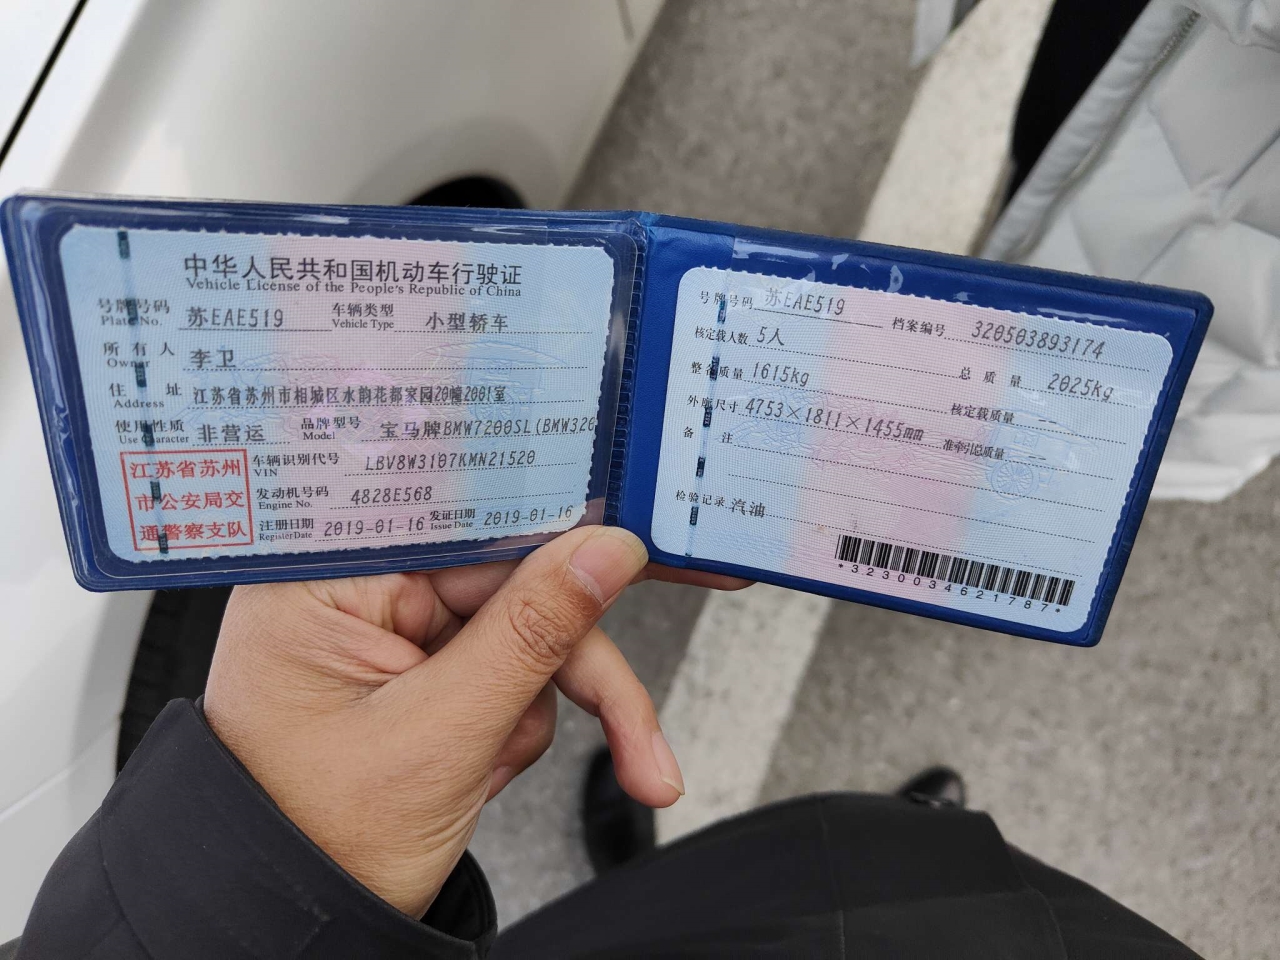 中华人民共和国机动车行驶证
Vehicle License of the People's Republic of China
号牌号码 苏EAE519 车辆类型 小型轿车
Plate No. Vehicle Type
所有人 李卫
Owner
住址 江苏省苏州市相城区水韵花都家园20幢2001室
Address
使用性质 非营运 品牌型号 宝马牌BMW7200SL(BMW320
Use Character Model
江苏省苏州
市公安局交
通警察支队
车辆识别代号 LBV8W3107KMN21520
VIN
发动机号码 4828E568
Engine No.
注册日期 2019-01-16 发证日期 2019-01-16
Register Date Issue Date
号牌号码 苏EAE519 档案编号 320503893174
核定载人数 5人 总质量 2025kg
整备质量 1615kg 核定载质量 --
外廓尺寸 4753×1811×1455mm 准牵引总质量 --
备注
检验记录 汽油
*3230034621787*